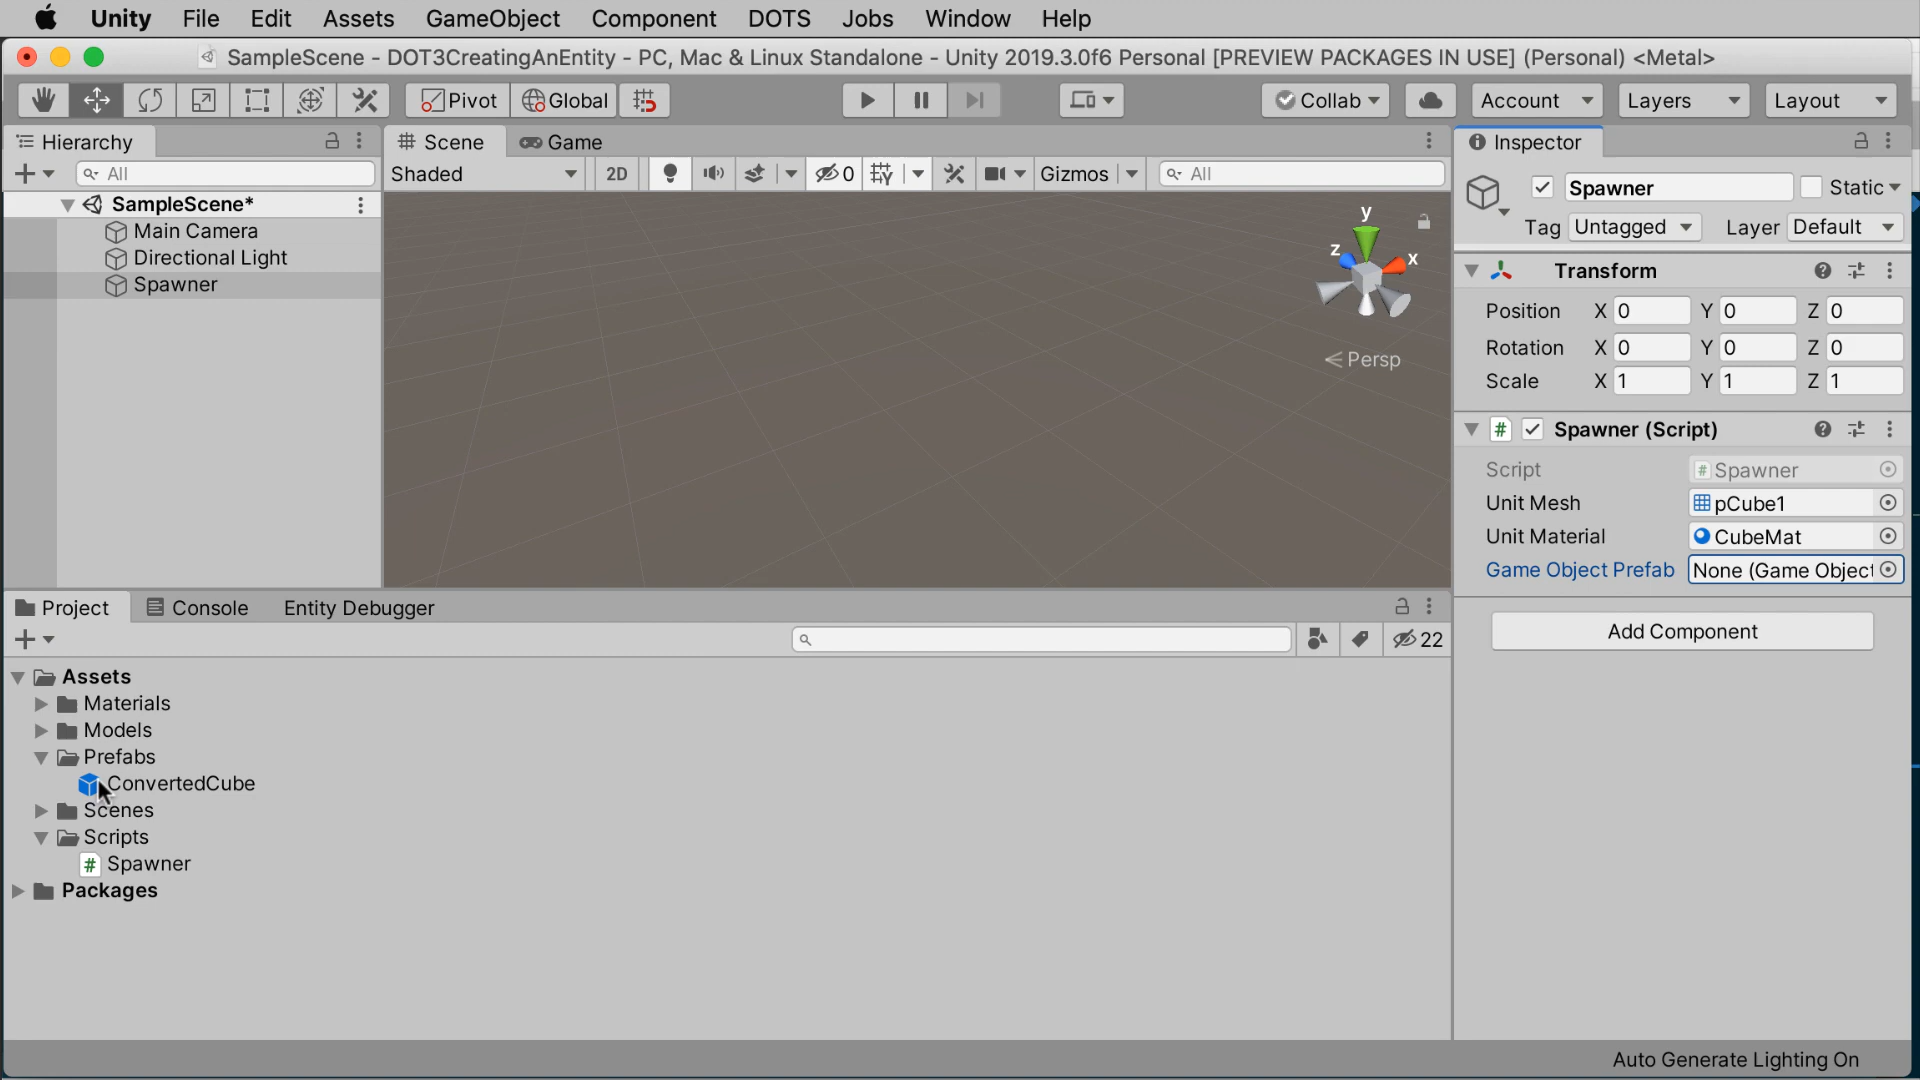 Unity File Edit Assets GameObject Component DOTS Jobs Window Help
SampleScene - DOT3CreatingAnEntity - PC, Mac & Linux Standalone - Unity 2019.3.0f6 Personal [PREVIEW PACKAGES IN USE] (Personal) <Metal>
Pivot Global Collab Account Layers Layout
Hierarchy
All
SampleScene*
Main Camera
Directional Light
Spawner
Scene Game
Shaded 2D 0 Gizmos All
y
z
x
Persp
Inspector
Spawner Static
Tag Untagged Layer Default
Transform
Position X 0 Y 0 Z 0
Rotation X 0 Y 0 Z 0
Scale X 1 Y 1 Z 1
# Spawner (Script)
Script # Spawner
Unit Mesh pCube1
Unit Material CubeMat
Game Object Prefab None (Game Object
Add Component
Project Console Entity Debugger
22
Assets
Materials
Models
Prefabs
ConvertedCube
Scenes
Scripts
# Spawner
Packages
Auto Generate Lighting On